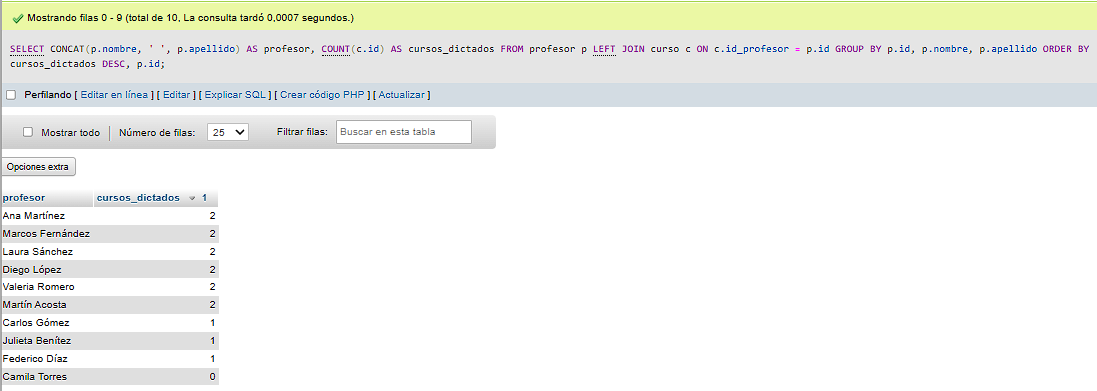 Mostrando filas 0 - 9 (total de 10, La consulta tardó 0,0007 segundos.)
SELECT CONCAT(p.nombre, ' ', p.apellido) AS profesor, COUNT(c.id) AS cursos_dictados FROM profesor p LEFT JOIN curso c ON c.id_profesor = p.id GROUP BY p.id, p.nombre, p.apellido ORDER BY
cursos_dictados DESC, p.id;
Perfilando [ Editar en línea ] [ Editar ] [ Explicar SQL ] [ Crear código PHP ] [ Actualizar ]
Mostrar todo Número de filas: 25 Filtrar filas: Buscar en esta tabla
Opciones extra
profesor cursos_dictados 1
Ana Martínez 2
Marcos Fernández 2
Laura Sánchez 2
Diego López 2
Valeria Romero 2
Martín Acosta 2
Carlos Gómez 1
Julieta Benítez 1
Federico Díaz 1
Camila Torres 0